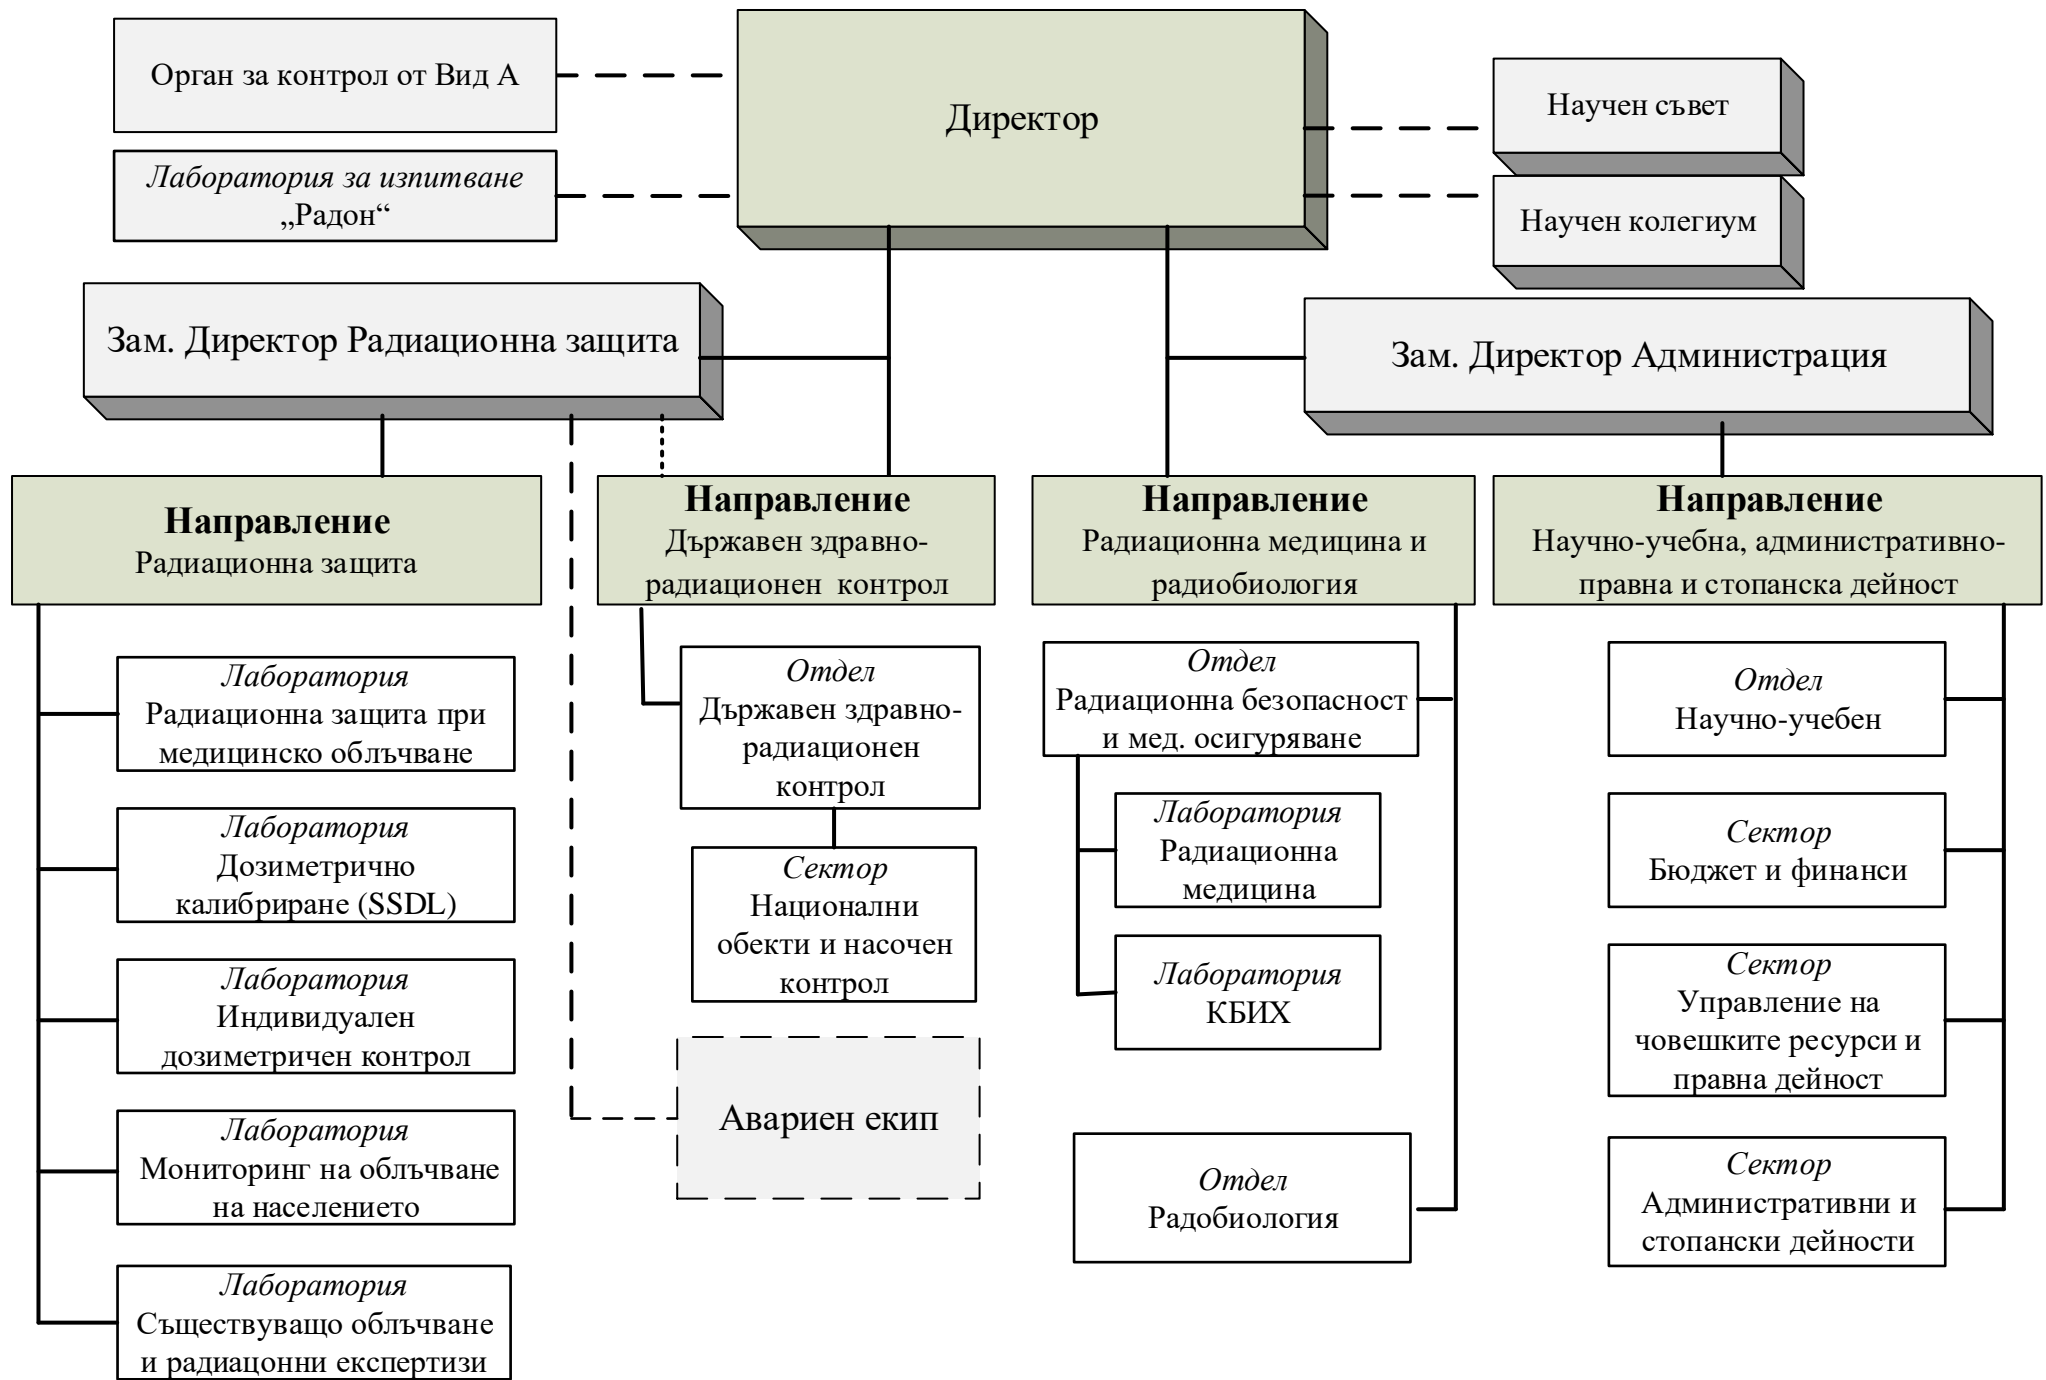 Орган за контрол от Вид А
Лаборатория за изпитване
„Радон“
Директор
Научен съвет
Научен колегиум
Зам. Директор Радиационна защита
Зам. Директор Администрация
Направление
Радиационна защита
Направление
Държавен здравно-
радиационен контрол
Направление
Радиационна медицина и
радиобиология
Направление
Научно-учебна, административно-
правна и стопанска дейност
Лаборатория
Радиационна защита при
медицинско облъчване
Лаборатория
Дозиметрично
калибриране (SSDL)
Лаборатория
Индивидуален
дозиметричен контрол
Лаборатория
Мониторинг на облъчване
на населението
Лаборатория
Съществуващо облъчване
и радиацонни експертизи
Отдел
Държавен здравно-
радиационен
контрол
Сектор
Национални
обекти и насочен
контрол
Авариен екип
Отдел
Радиационна безопасност
и мед. осигуряване
Лаборатория
Радиационна
медицина
Лаборатория
КБИХ
Отдел
Радобиология
Отдел
Научно-учебен
Сектор
Бюджет и финанси
Сектор
Управление на
човешките ресурси и
правна дейност
Сектор
Административни и
стопански дейности